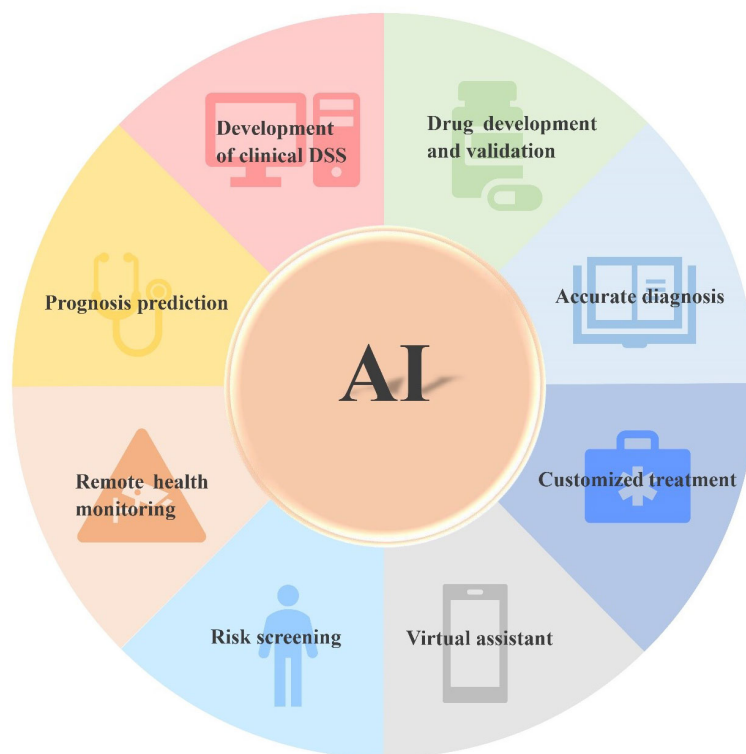 Development
of clinical DSS
Drug development
and validation
Prognosis prediction
Accurate diagnosis
AI
Remote health
monitoring
Customized treatment
Risk screening
Virtual assistant